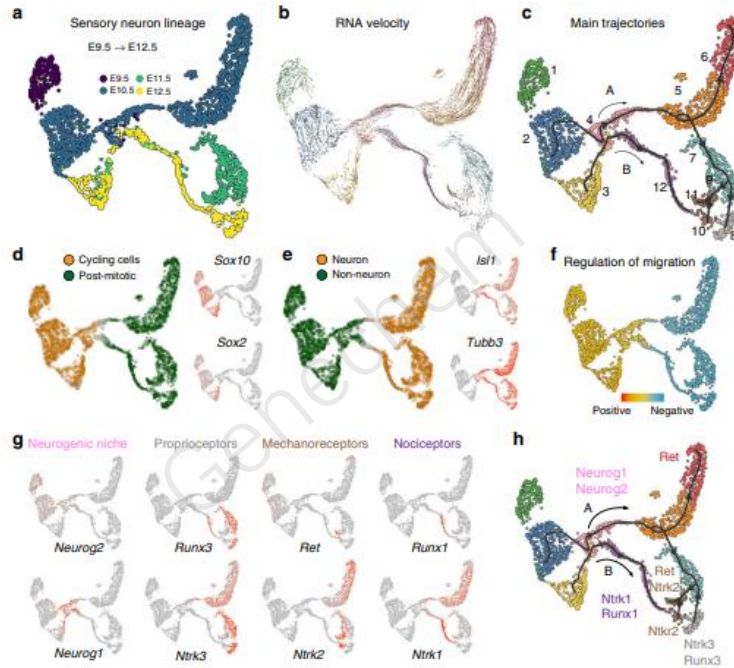 a
Sensory neuron lineage
E9.5 → E12.5
E9.5
E11.5
E10.5
E12.5
b
RNA velocity
c
Main trajectories
1
2
3
4
5
6
7
8
9
10
11
12
A
B
d
Cycling cells
Post-mitotic
Sox10
Sox2
e
Neuron
Non-neuron
Isl1
Tubb3
f
Regulation of migration
Positive
Negative
g
Neurogenic niche
Proprioceptors
Mechanoreceptors
Nociceptors
Neurog2
Runx3
Ret
Runx1
Neurog1
Ntrk3
Ntrk2
Ntrk1
h
Neurog1
Neurog2
Ret
A
B
Ret
Ntrk2
Ntrk1
Runx1
Ntkr2
Ntrk3
Runx3
Genechem